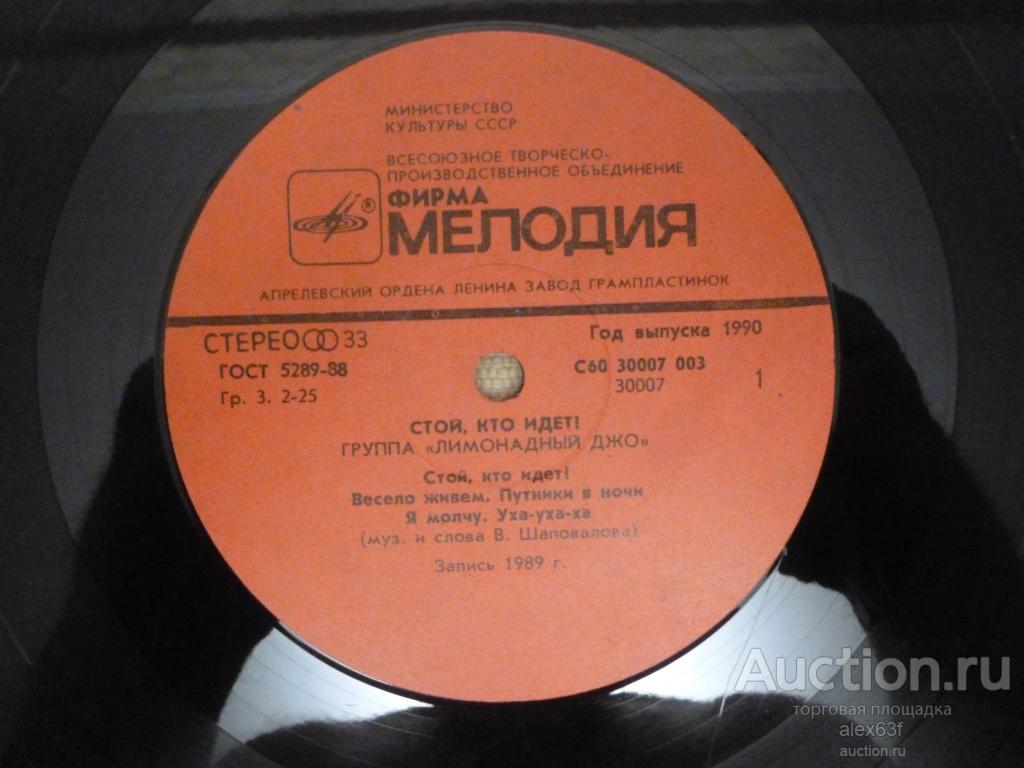 МИНИСТЕРСТВО
КУЛЬТУРЫ СССР
ВСЕСОЮЗНОЕ ТВОРЧЕСКО-
ПРОИЗВОДСТВЕННОЕ ОБЪЕДИНЕНИЕ
ФИРМА
®
МЕЛОДИЯ
АПРЕЛЕВСКИЙ ОРДЕНА ЛЕНИНА ЗАВОД ГРАМПЛАСТИНОК
СТЕРЕО 33
Год выпуска 1990
ГОСТ 5289-88
С60 30007 003
Гр. 3. 2-25
30007
1
СТОЙ, КТО ИДЕТ!
ГРУППА «ЛИМОНАДНЫЙ ДЖО»
Стой, кто идет!
Весело живем. Путники в ночи
Я молчу. Уха-уха-ха
(муз. и слова В. Шаповалова)
Запись 1989 г.
Auction.ru
торговая площадка
alex63f
auction.ru